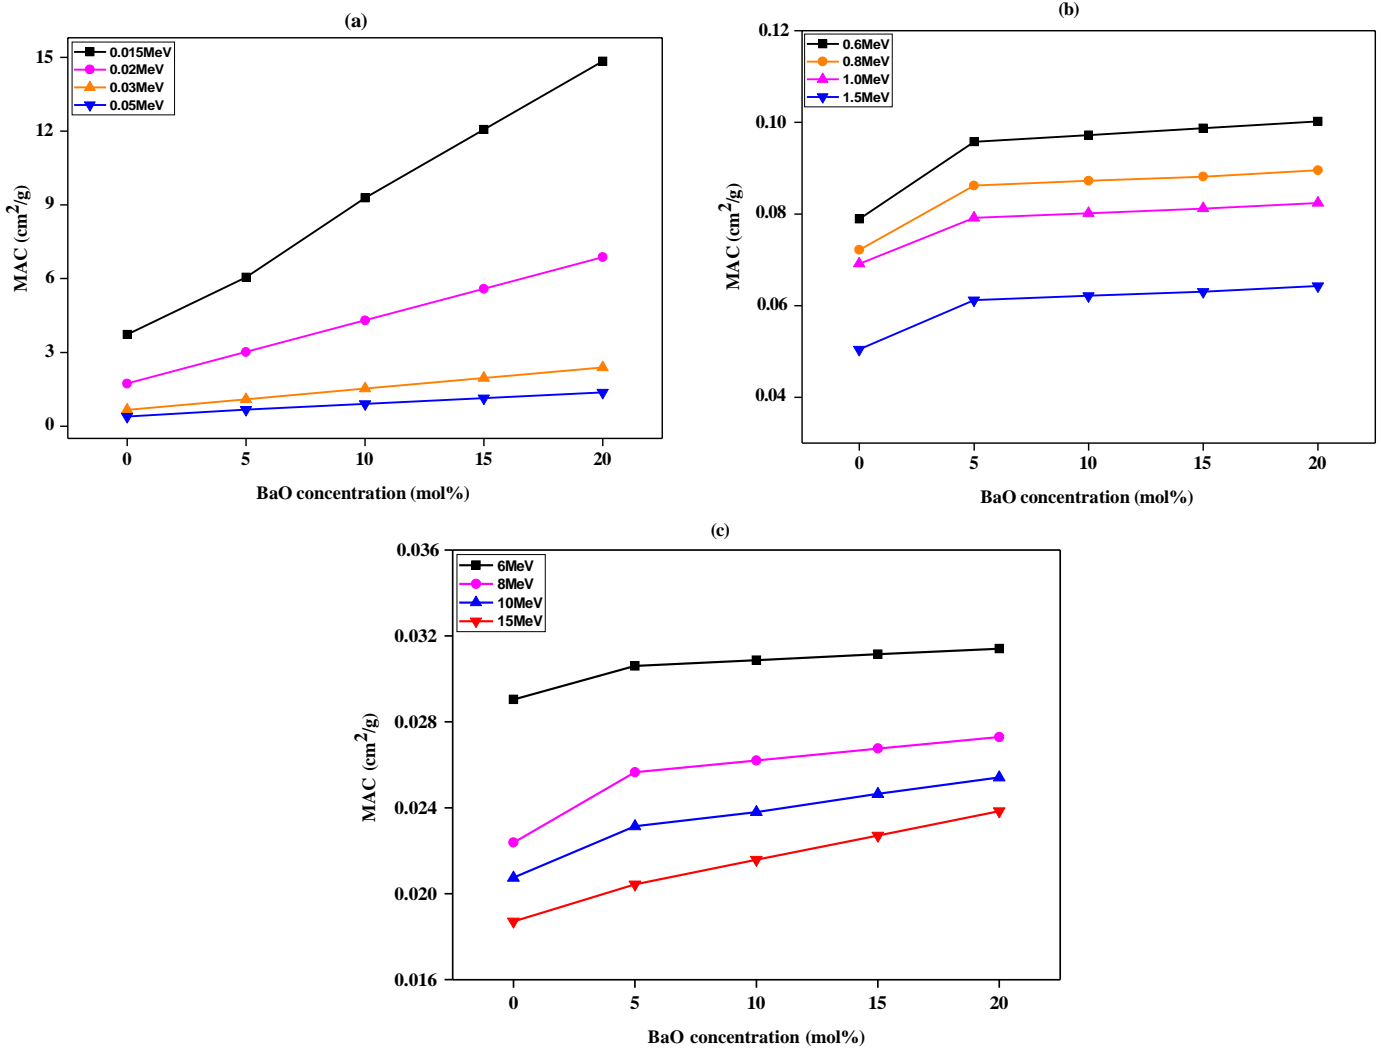 (a)
15
12
9
6
3
0
MAC (cm²/g)
0.015MeV
0.02MeV
0.03MeV
0.05MeV
0 5 10 15 20
BaO concentration (mol%)
(b)
0.12
0.10
0.08
0.06
0.04
MAC (cm²/g)
0.6MeV
0.8MeV
1.0MeV
1.5MeV
0 5 10 15 20
BaO concentration (mol%)
(c)
0.036
0.032
0.028
0.024
0.020
0.016
MAC (cm²/g)
6MeV
8MeV
10MeV
15MeV
0 5 10 15 20
BaO concentration (mol%)